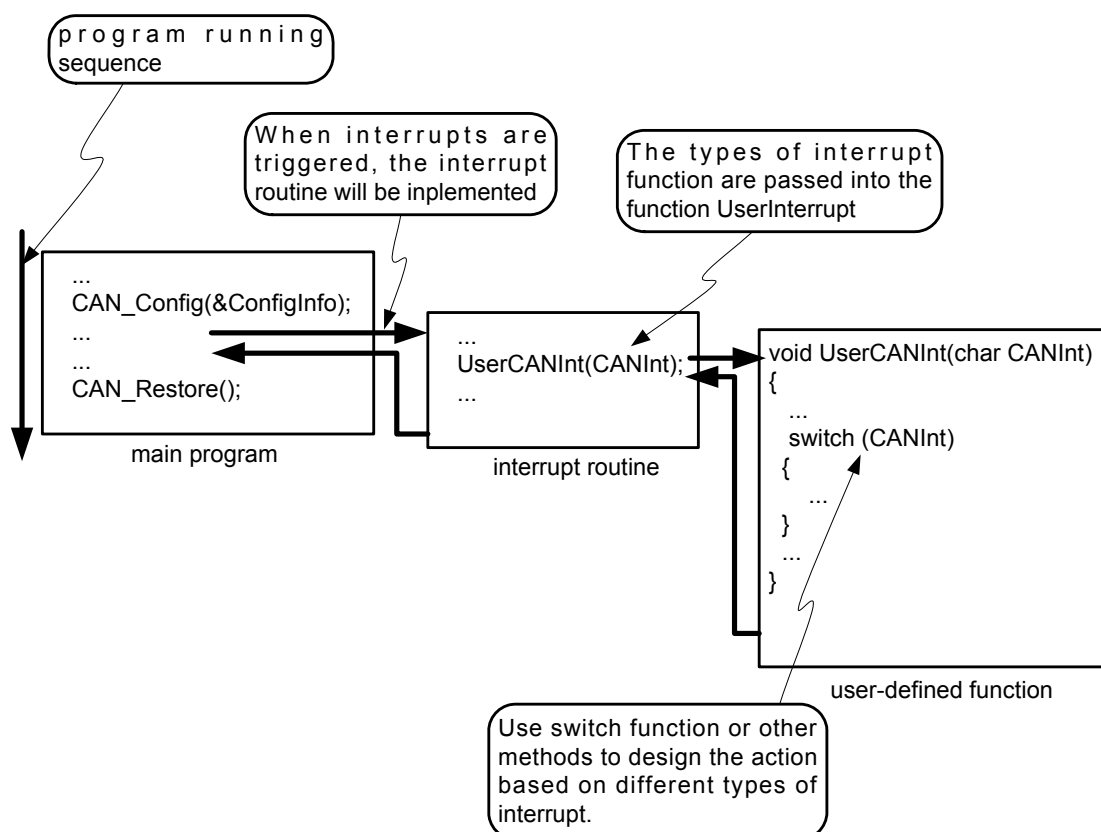 program running
sequence
When interrupts are
triggered, the interrupt
routine will be inplemented
The types of interrupt
function are passed into the
function UserInterrupt
...
CAN_Config(&ConfigInfo);
...
...
CAN_Restore();
main program
...
UserCANInt(CANInt);
...
interrupt routine
void UserCANInt(char CANInt)
{
...
switch (CANInt)
{
...
}
...
}
user-defined function
Use switch function or other
methods to design the action
based on different types of
interrupt.